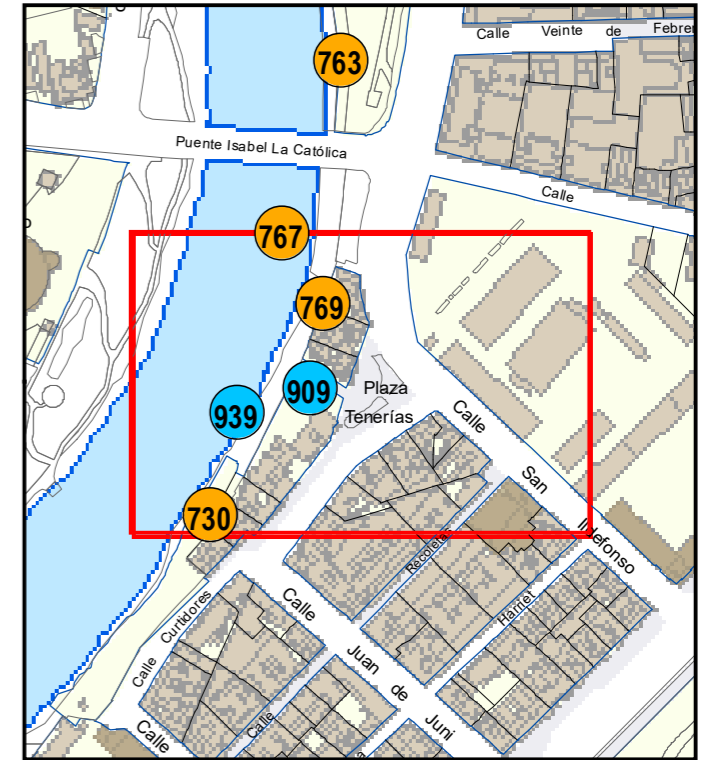 Calle Veinte de Febrer
763
Puente Isabel La Católica
Calle
767
769
909
939
Plaza
Tenerías
Calle
San
Ildefonso
730
Recoletas
Harriet
Calle Curtidores
Calle
Juan de Juni
Calle
Calle